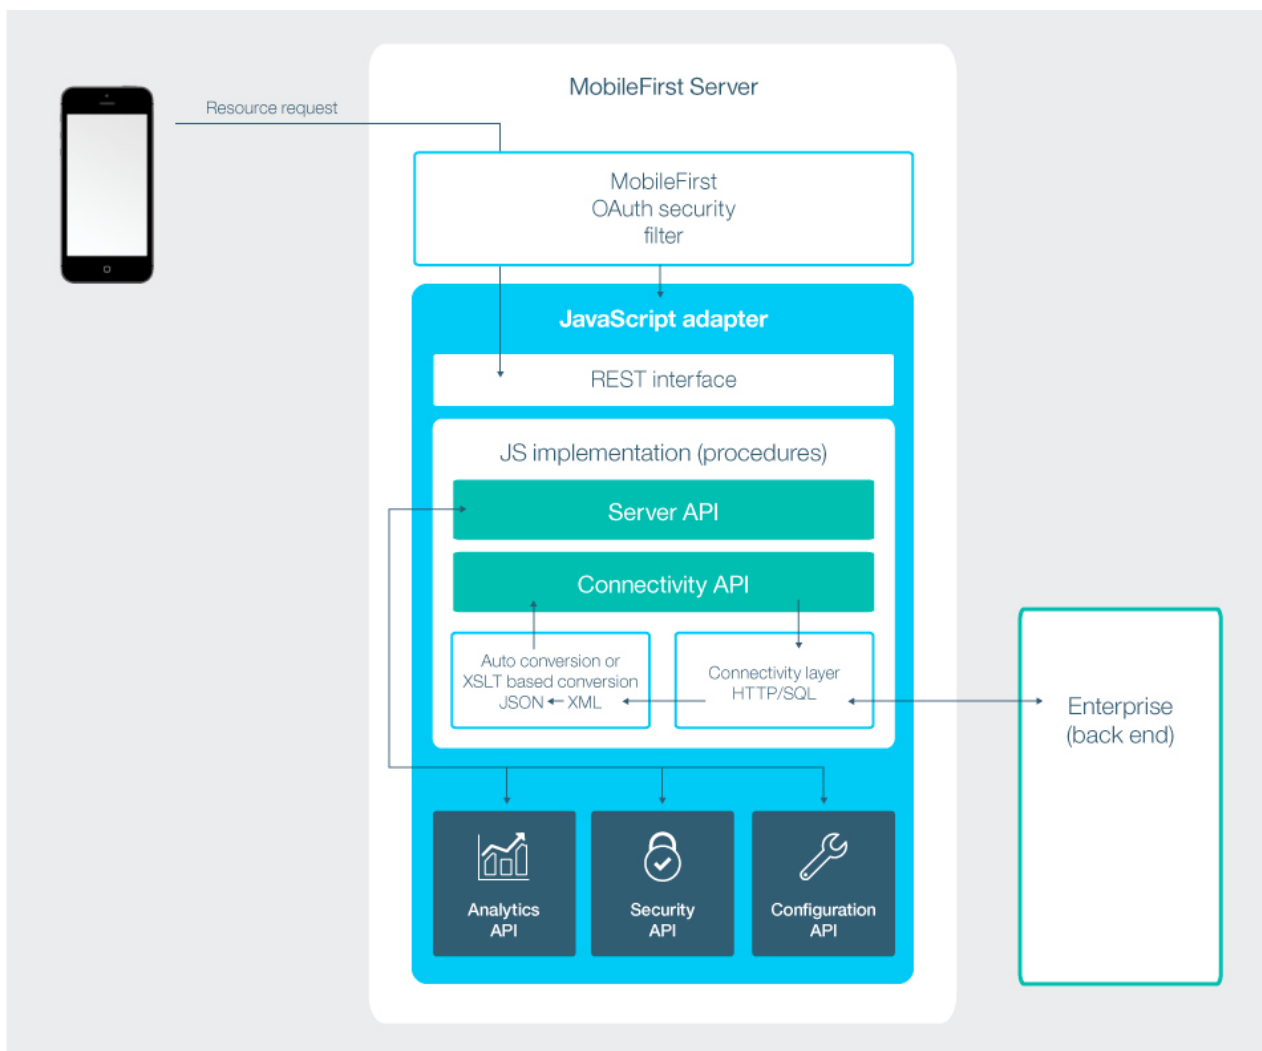 MobileFirst Server
Resource request
MobileFirst
OAuth security
filter
JavaScript adapter
REST interface
JS implementation (procedures)
Server API
Connectivity API
Auto conversion or
XSLT based conversion
JSON ← XML
Connectivity layer
HTTP/SQL
Enterprise
(back end)
Analytics
API
Security
API
Configuration
API